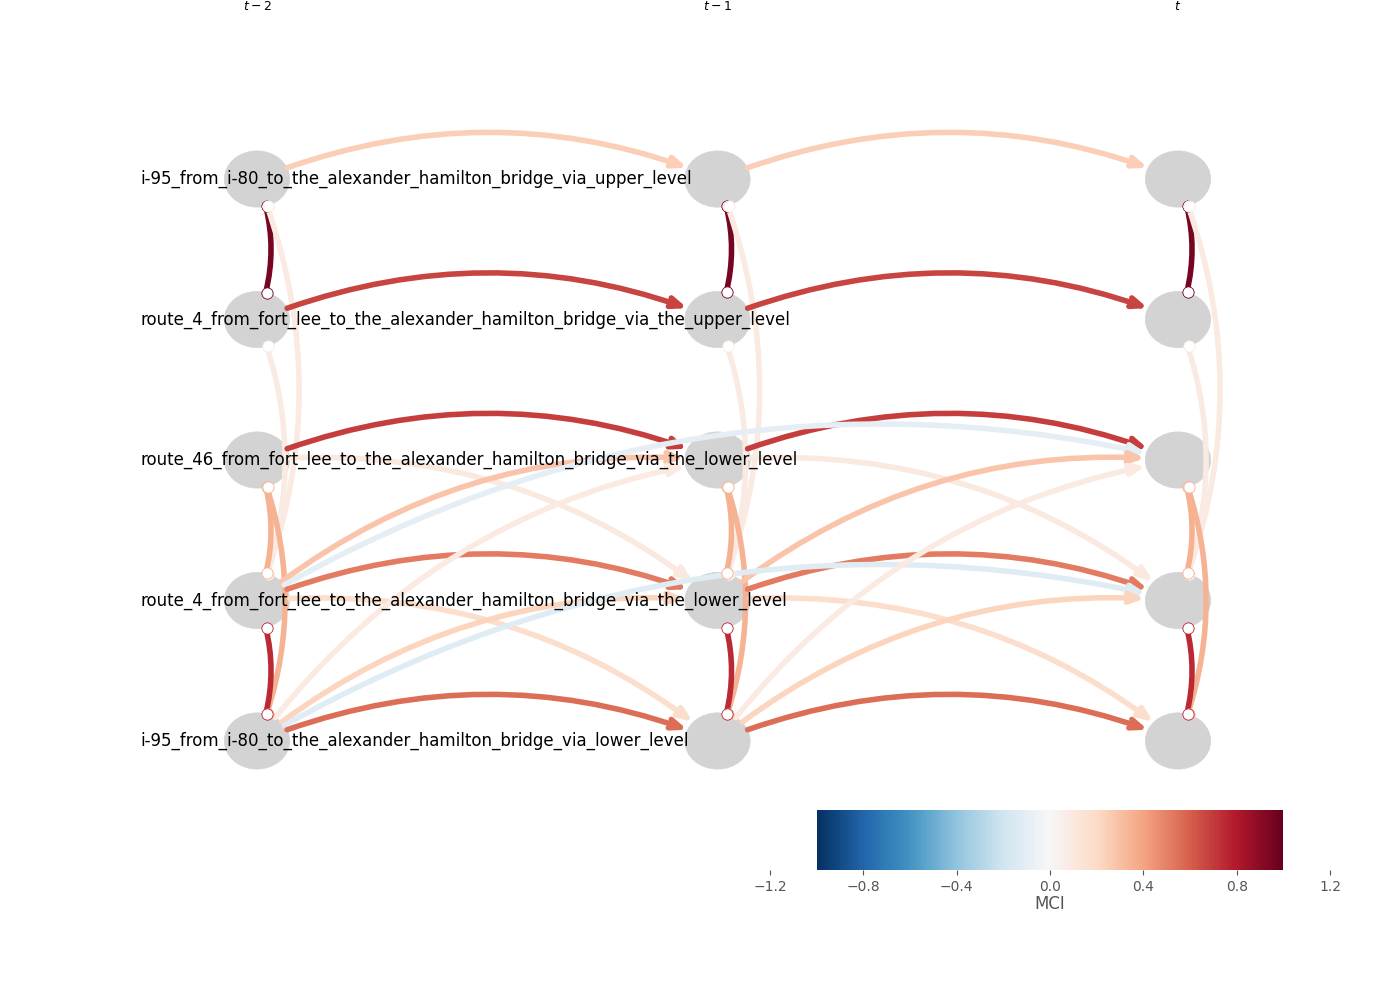 t − 2 t − 1 t
i-95_from_i-80_to_the_alexander_hamilton_bridge_via_upper_level
route_4_from_fort_lee_to_the_alexander_hamilton_bridge_via_the_upper_level
route_46_from_fort_lee_to_the_alexander_hamilton_bridge_via_the_lower_level
route_4_from_fort_lee_to_the_alexander_hamilton_bridge_via_the_lower_level
i-95_from_i-80_to_the_alexander_hamilton_bridge_via_lower_level
−1.2 −0.8 −0.4 0.0 0.4 0.8 1.2
MCI